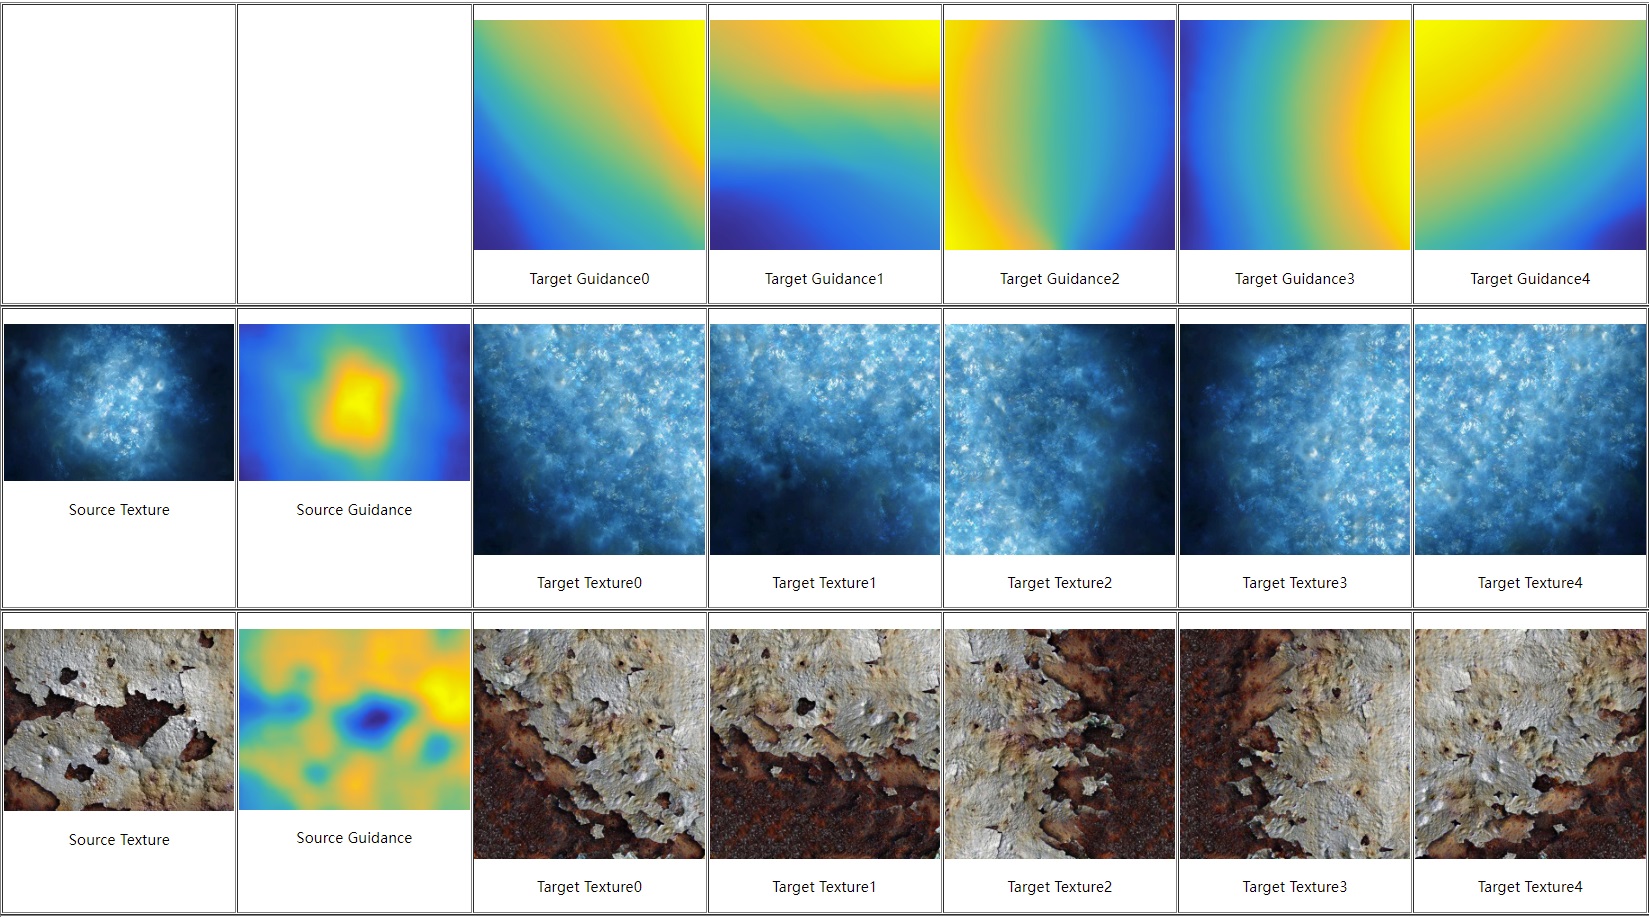 Target Guidance0
Target Guidance1
Target Guidance2
Target Guidance3
Target Guidance4
Source Texture
Source Guidance
Target Texture0
Target Texture1
Target Texture2
Target Texture3
Target Texture4
Source Texture
Source Guidance
Target Texture0
Target Texture1
Target Texture2
Target Texture3
Target Texture4